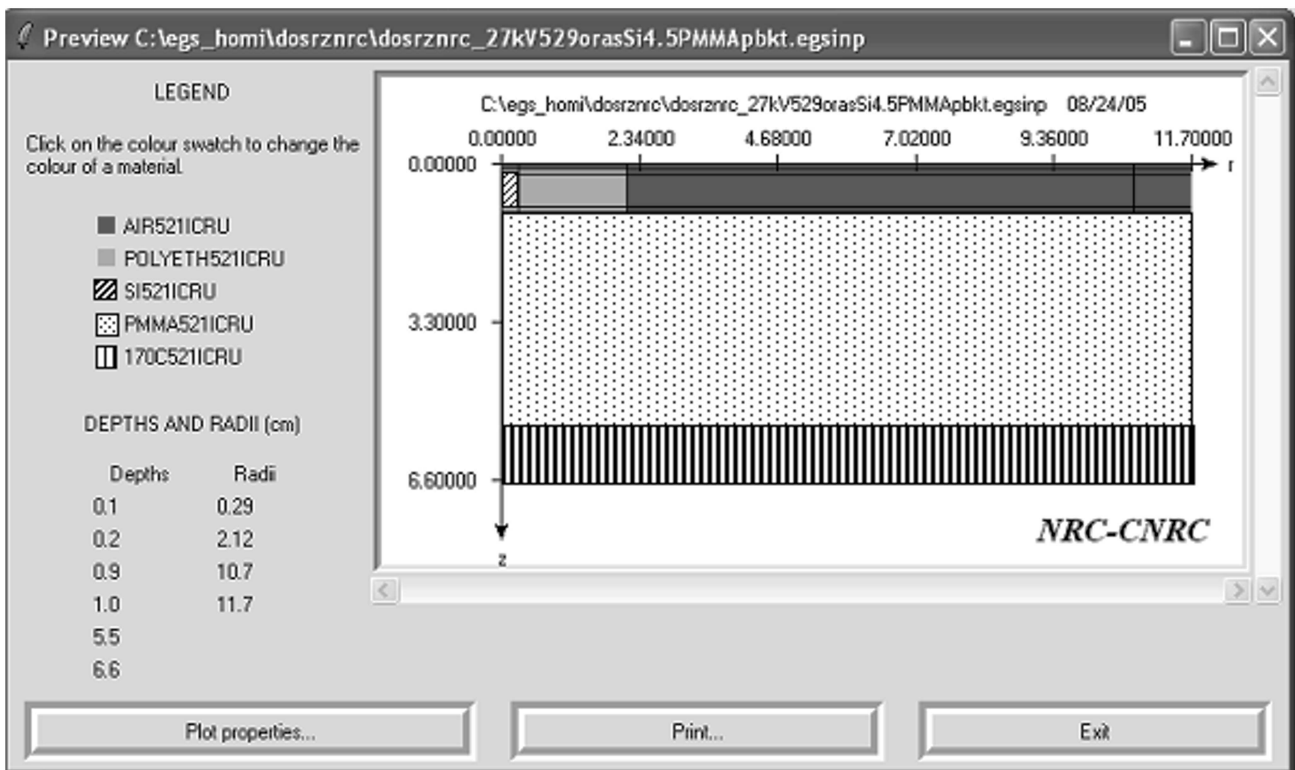 Preview C:\egs_homi\dosrznrc\dosrznrc_27kV529orasSi4.5PMMApbkt.egsinp
LEGEND
Click on the colour swatch to change the
colour of a material.
AIR521ICRU
POLYETH521ICRU
SI521ICRU
PMMA521ICRU
170C521ICRU
DEPTHS AND RADII (cm)
Depths Radii
0.1 0.29
0.2 2.12
0.9 10.7
1.0 11.7
5.5
6.6
C:\egs_homi\dosrznrc\dosrznrc_27kV529orasSi4.5PMMApbkt.egsinp 08/24/05
0.00000 2.34000 4.68000 7.02000 9.36000 11.70000
0.00000 r
3.30000
6.60000
NRC-CNRC
z
Plot properties... Print... Exit